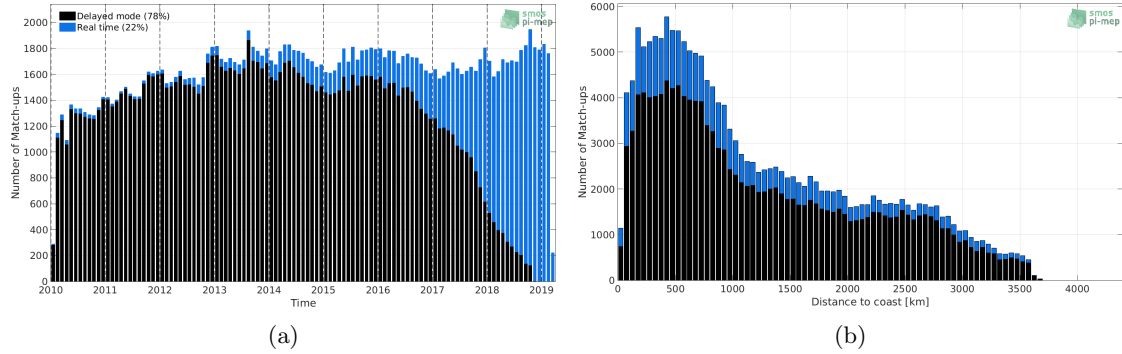 Delayed mode (78%)
Real time (22%)
smos
pi-mep
Number of Match-ups
2000
1800
1600
1400
1200
1000
800
600
400
200
0
2010 2011 2012 2013 2014 2015 2016 2017 2018 2019
Time
(a)
smos
pi-mep
Number of Match-ups
6000
5000
4000
3000
2000
1000
0
0 500 1000 1500 2000 2500 3000 3500 4000
Distance to coast [km]
(b)